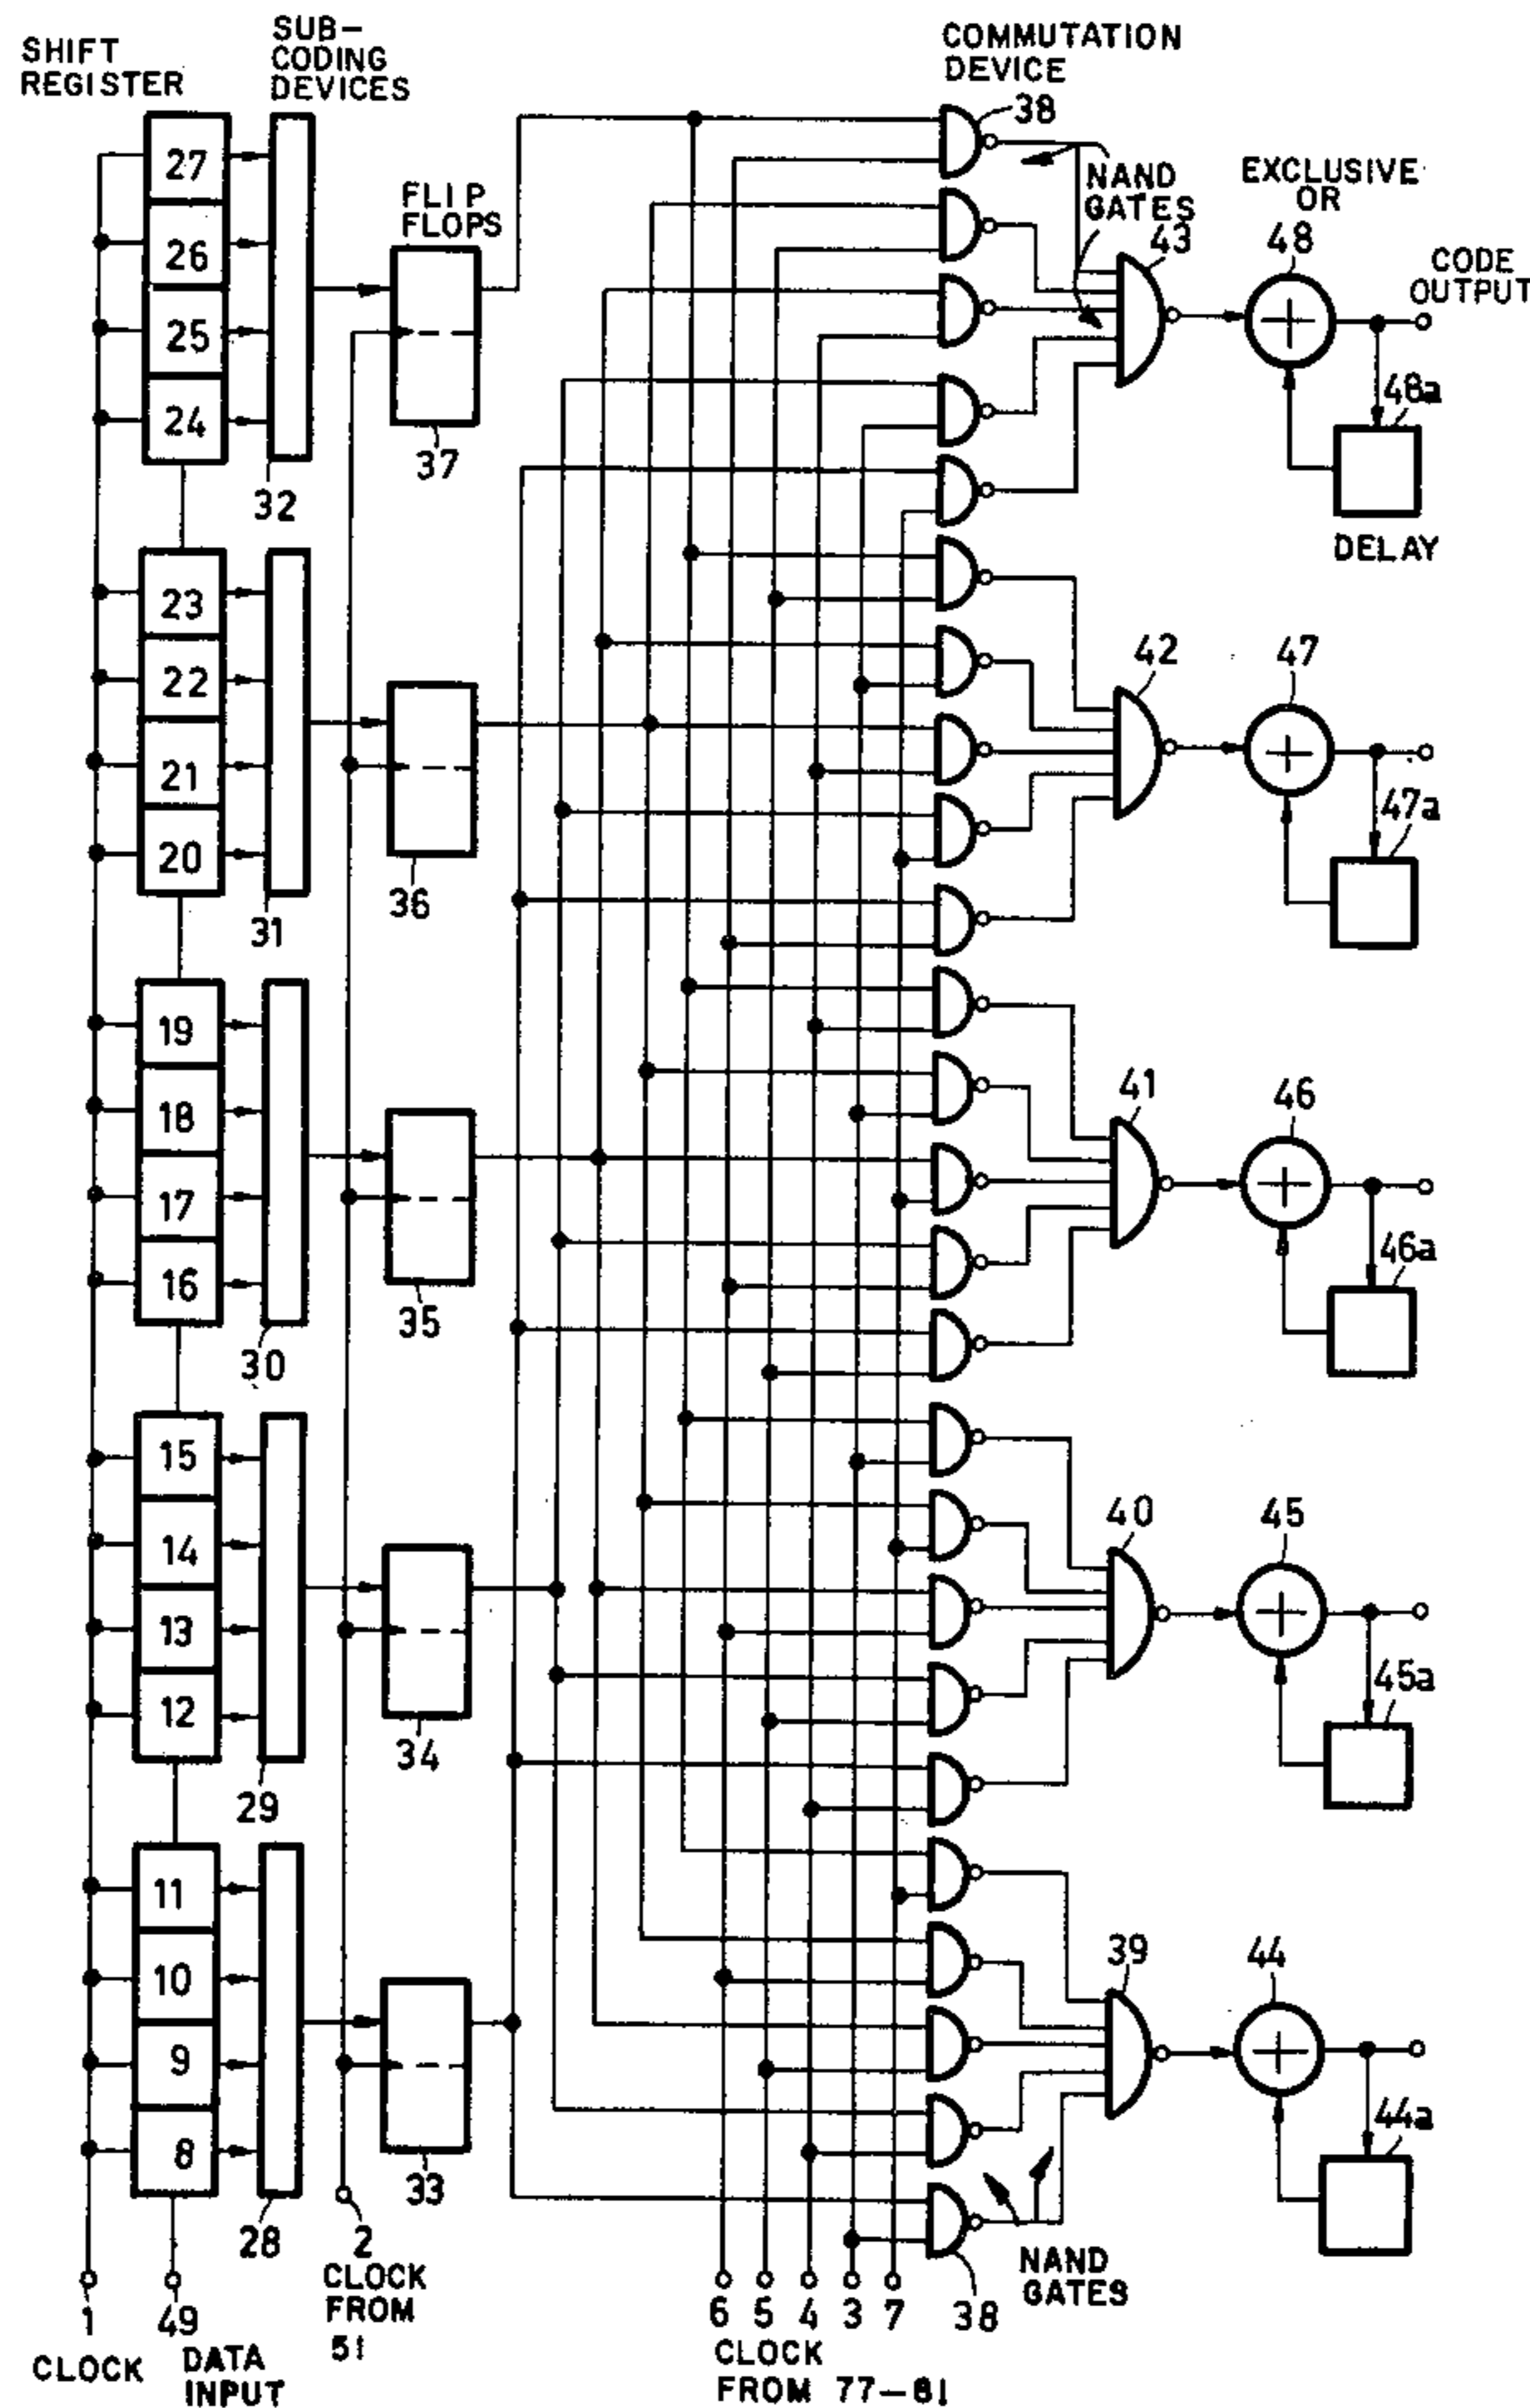 SHIFT
REGISTER
SUB-
CODING
DEVICES
COMMUTATION
DEVICE
38
27
26
25
24
32
FLIP
FLOPS
37
NAND
GATES
43
EXCLUSIVE
OR
48
CODE
OUTPUT
48a
DELAY
23
22
21
20
31
36
42
47
47a
19
18
17
16
30
35
41
46
46a
15
14
13
12
29
34
40
45
45a
11
10
9
8
28
33
39
44
44a
1
CLOCK
49
DATA
INPUT
2
CLOCK
FROM
51
6 5 4 3 7
CLOCK
FROM 77-81
38
NAND
GATES